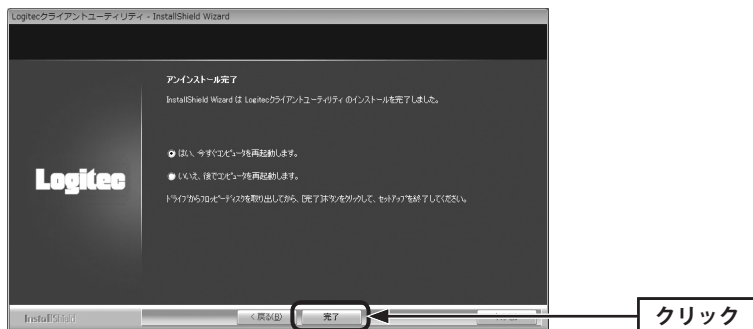 Logitecクライアントユーティリティ - InstallShield Wizard
アンインストール完了
InstallShield Wizard は Logitecクライアントユーティリティ のインストールを完了しました。
はい、今すぐコンピュータを再起動します。
いいえ、後でコンピュータを再起動します。
ドライブからフロッピーディスクを取り出してから、[完了]ボタンをクリックして、セットアップを終了してください。
Logitec
InstallShield
< 戻る(B)
完了
クリック